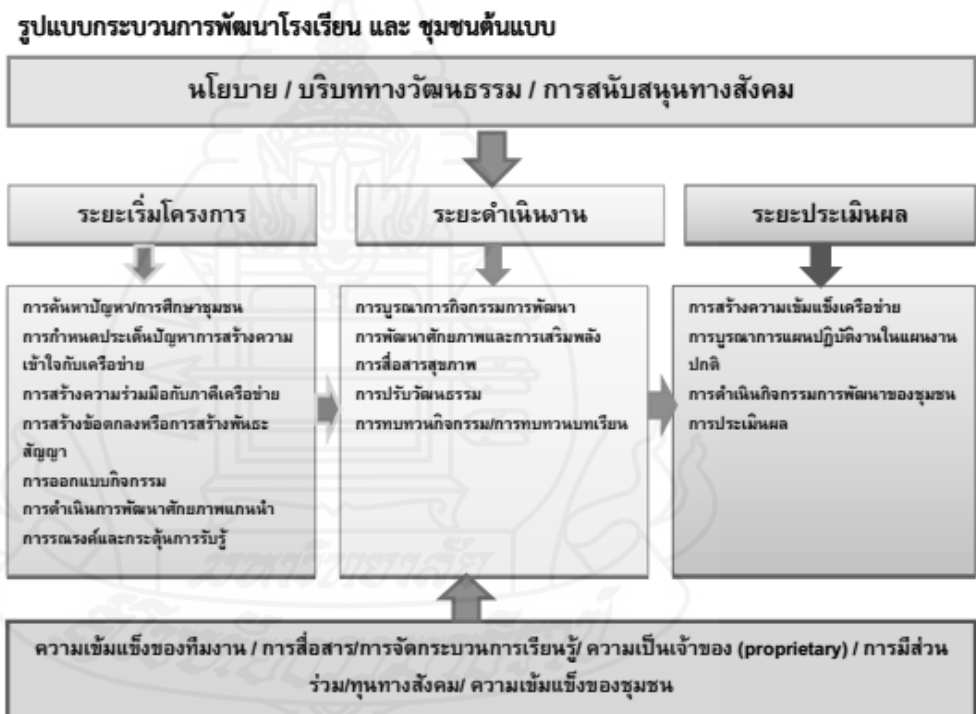 รูปแบบกระบวนการพัฒนาโรงเรียน และ ชุมชนต้นแบบ
นโยบาย / บริบททางวัฒนธรรม / การสนับสนุนทางสังคม
ระยะเริ่มโครงการ
ระยะดำเนินงาน
ระยะประเมินผล
การค้นหาปัญหา/การศึกษาชุมชน
การกำหนดประเด็นปัญหาการสร้างความ
เข้าใจกับเครือข่าย
การสร้างความร่วมมือกับภาคีเครือข่าย
การสร้างข้อตกลงหรือการสร้างพันธะ
สัญญา
การออกแบบกิจกรรม
การดำเนินการพัฒนาศักยภาพแกนนำ
การรณรงค์และกระตุ้นการรับรู้
การบูรณาการกิจกรรมการพัฒนา
การพัฒนาศักยภาพและการเสริมพลัง
การสื่อสารสุขภาพ
การปรับวัฒนธรรม
การทบทวนกิจกรรม/การทบทวนบทเรียน
การสร้างความเข้มแข็งเครือข่าย
การบูรณาการแผนปฏิบัติงานในแผนงาน
ปกติ
การดำเนินกิจกรรมการพัฒนาของชุมชน
การประเมินผล
ความเข้มแข็งของทีมงาน / การสื่อสาร/การจัดกระบวนการเรียนรู้/ ความเป็นเจ้าของ (proprietary) / การมีส่วน
ร่วม/ทุนทางสังคม/ ความเข้มแข็งของชุมชน